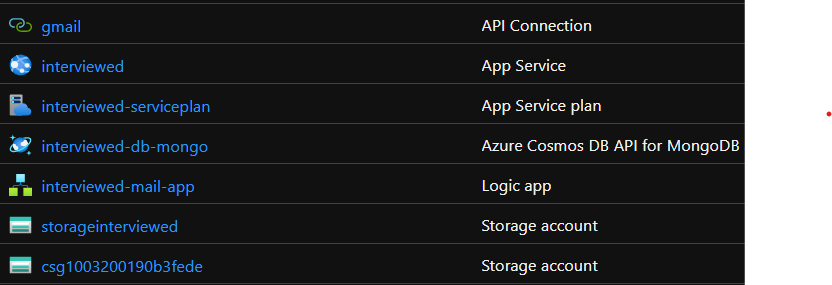 gmail API Connection
interviewed App Service
interviewed-serviceplan App Service plan
interviewed-db-mongo Azure Cosmos DB API for MongoDB
interviewed-mail-app Logic app
storageinterviewed Storage account
csg1003200190b3fede Storage account